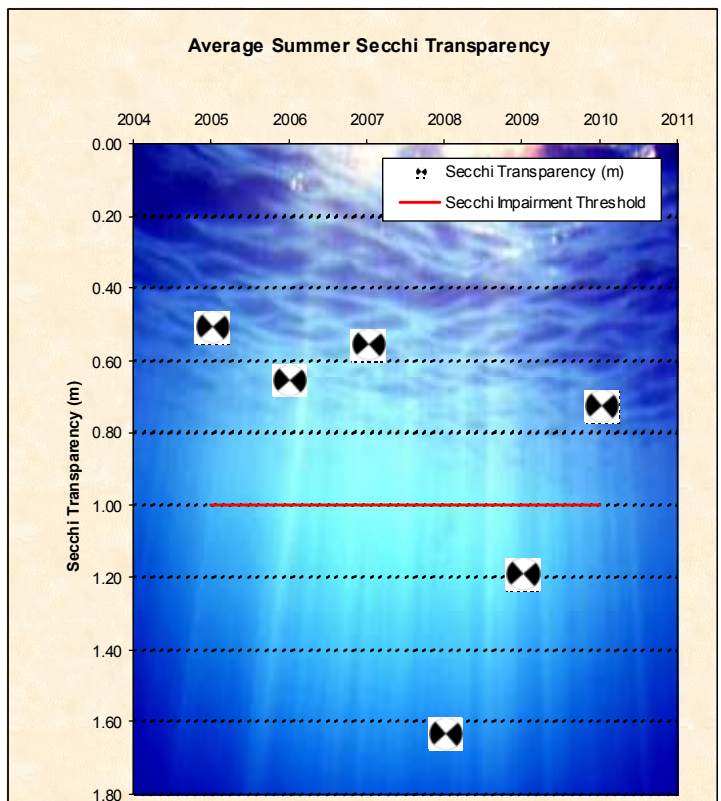 Average Summer Secchi Transparency
2004 2005 2006 2007 2008 2009 2010 2011
0.00
Secchi Transparency (m)
Secchi Impairment Threshold
0.20
0.40
0.60
0.80
1.00
1.20
1.40
1.60
1.80
Secchi Transparency (m)